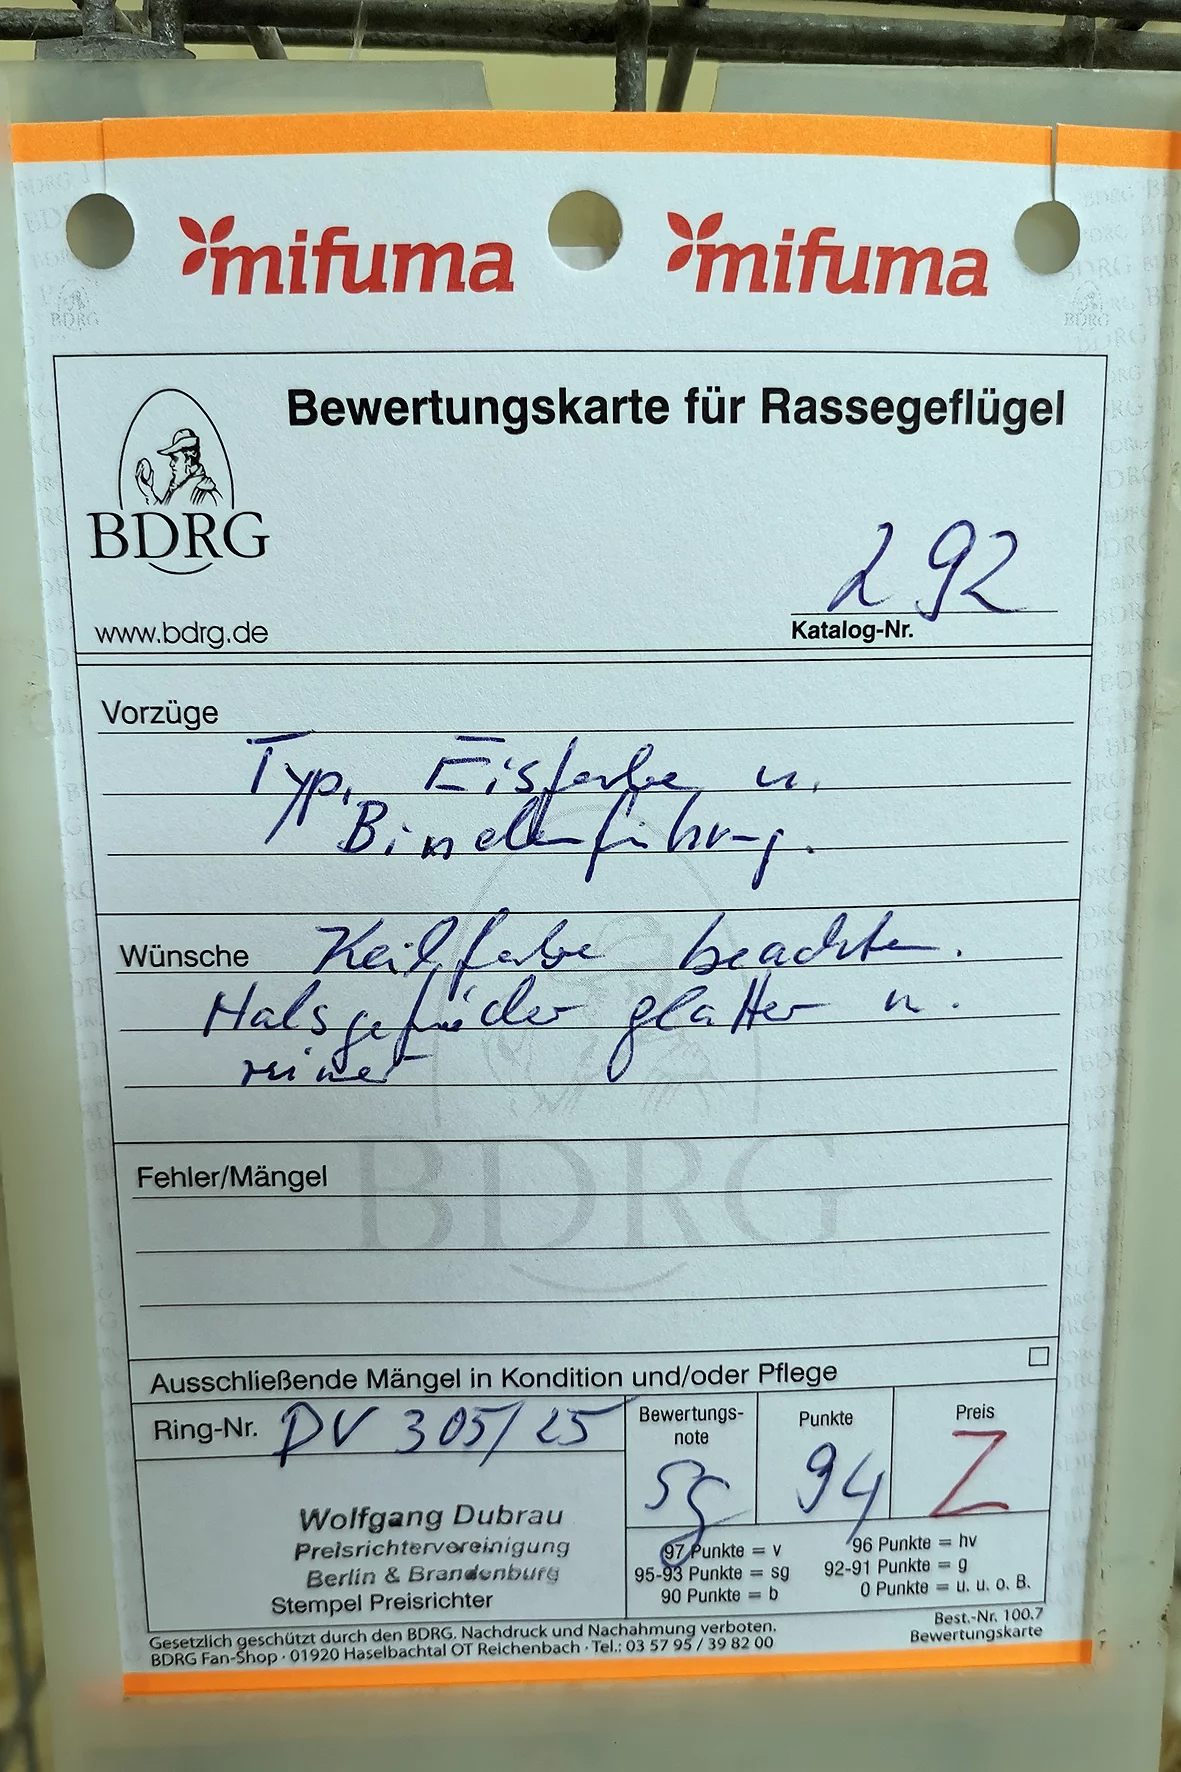 mifuma mifuma
Bewertungskarte für Rassegeflügel
BDRG
292
www.bdrg.de
Katalog-Nr.
Vorzüge
Typ, Eisfarbe u.
Bindenführung.
Wünsche Keilfarbe beachten.
Halsgefieder glatter u.
reiner
Fehler/Mängel
BDRG
Ausschließende Mängel in Kondition und/oder Pflege
Ring-Nr. DV 305/25
Bewertungs-
note
Punkte
Preis
sg 94 Z
Wolfgang Dubrau
Preisrichtervereinigung
Berlin & Brandenburg
Stempel Preisrichter
97 Punkte = v 96 Punkte = hv
95-93 Punkte = sg 92-91 Punkte = g
90 Punkte = b 0 Punkte = u. u. o. B.
Gesetzlich geschützt durch den BDRG. Nachdruck und Nachahmung verboten.
BDRG Fan-Shop · 01920 Haselbachtal OT Reichenbach · Tel.: 03 57 95 / 39 82 00
Best.-Nr. 100.7
Bewertungskarte